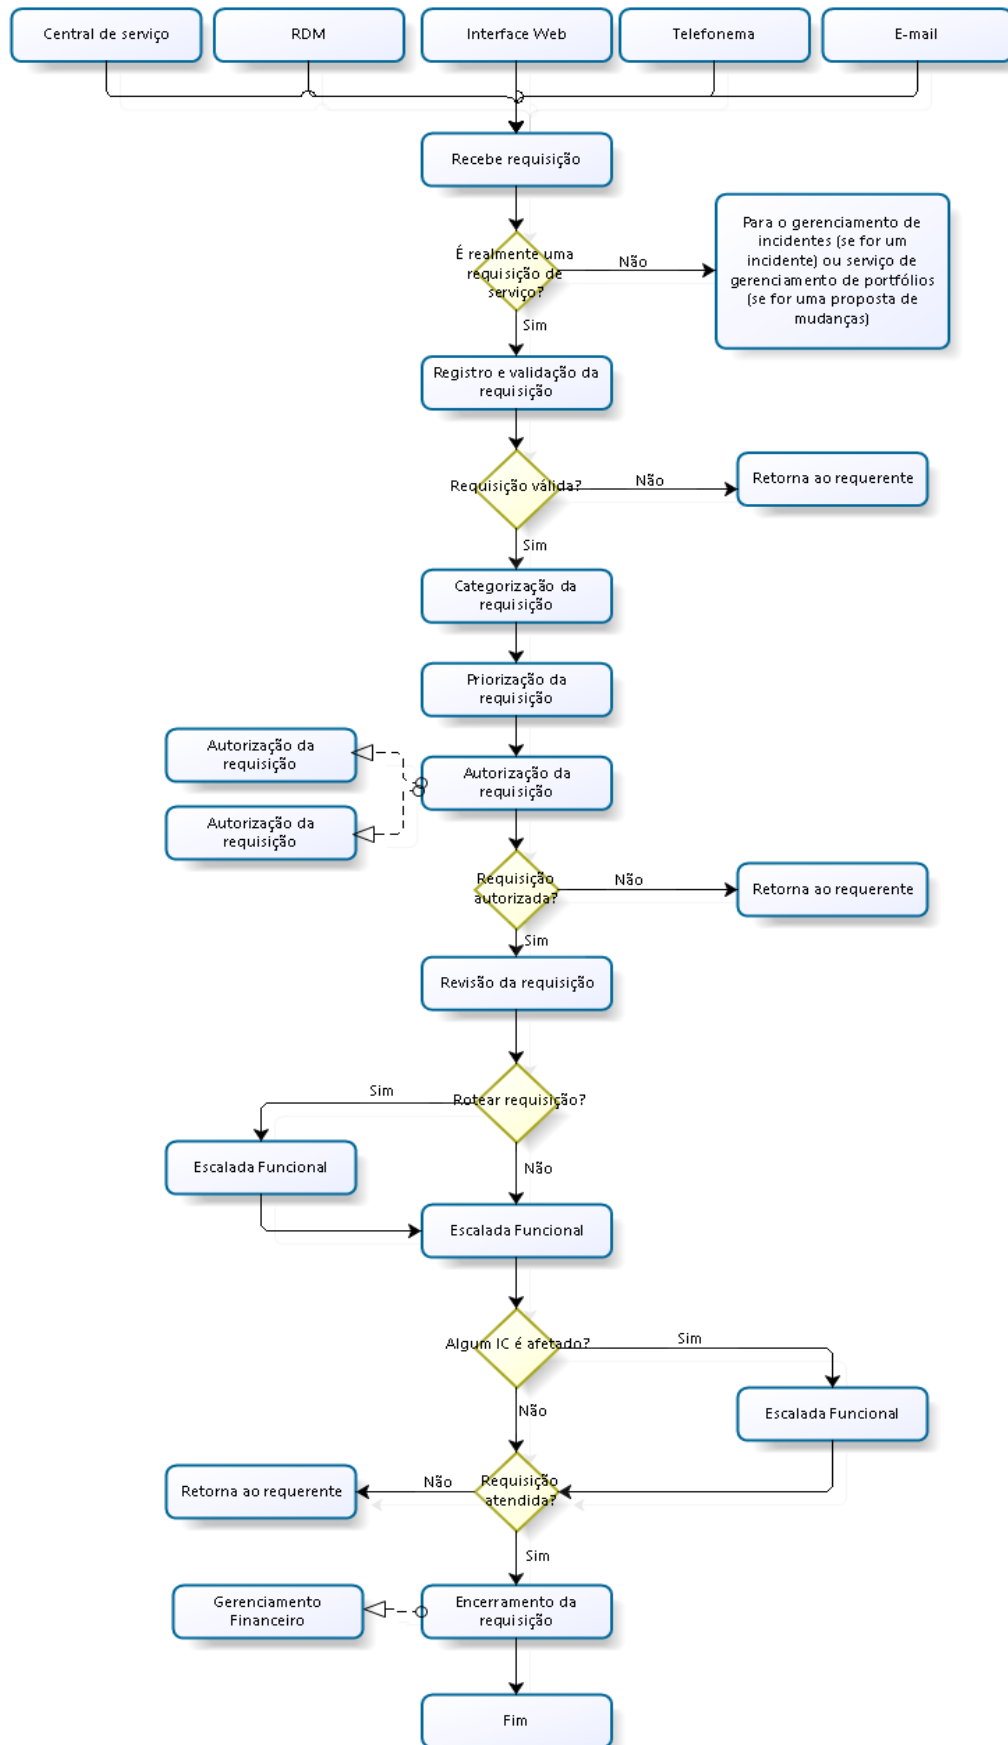 Central de serviço
RDM
Interface Web
Telefonema
E-mail
Recebe requisição
É realmente uma
requisição de
serviço?
Não
Para o gerenciamento de
incidentes (se for um
incidente) ou serviço de
gerenciamento de portfólios
(se for uma proposta de
mudanças)
Sim
Registro e validação da
requisição
Requisição válida?
Não
Retorna ao requerente
Sim
Categorização da
requisição
Priorização da
requisição
Autorização da
requisição
Autorização da
requisição
Autorização da
requisição
Requisição
autorizada?
Não
Retorna ao requerente
Sim
Revisão da requisição
Rotear requisição?
Sim
Escalada Funcional
Não
Escalada Funcional
Algum IC é afetado?
Sim
Escalada Funcional
Não
Requisição
atendida?
Não
Retorna ao requerente
Sim
Gerenciamento
Financeiro
Encerramento da
requisição
Fim